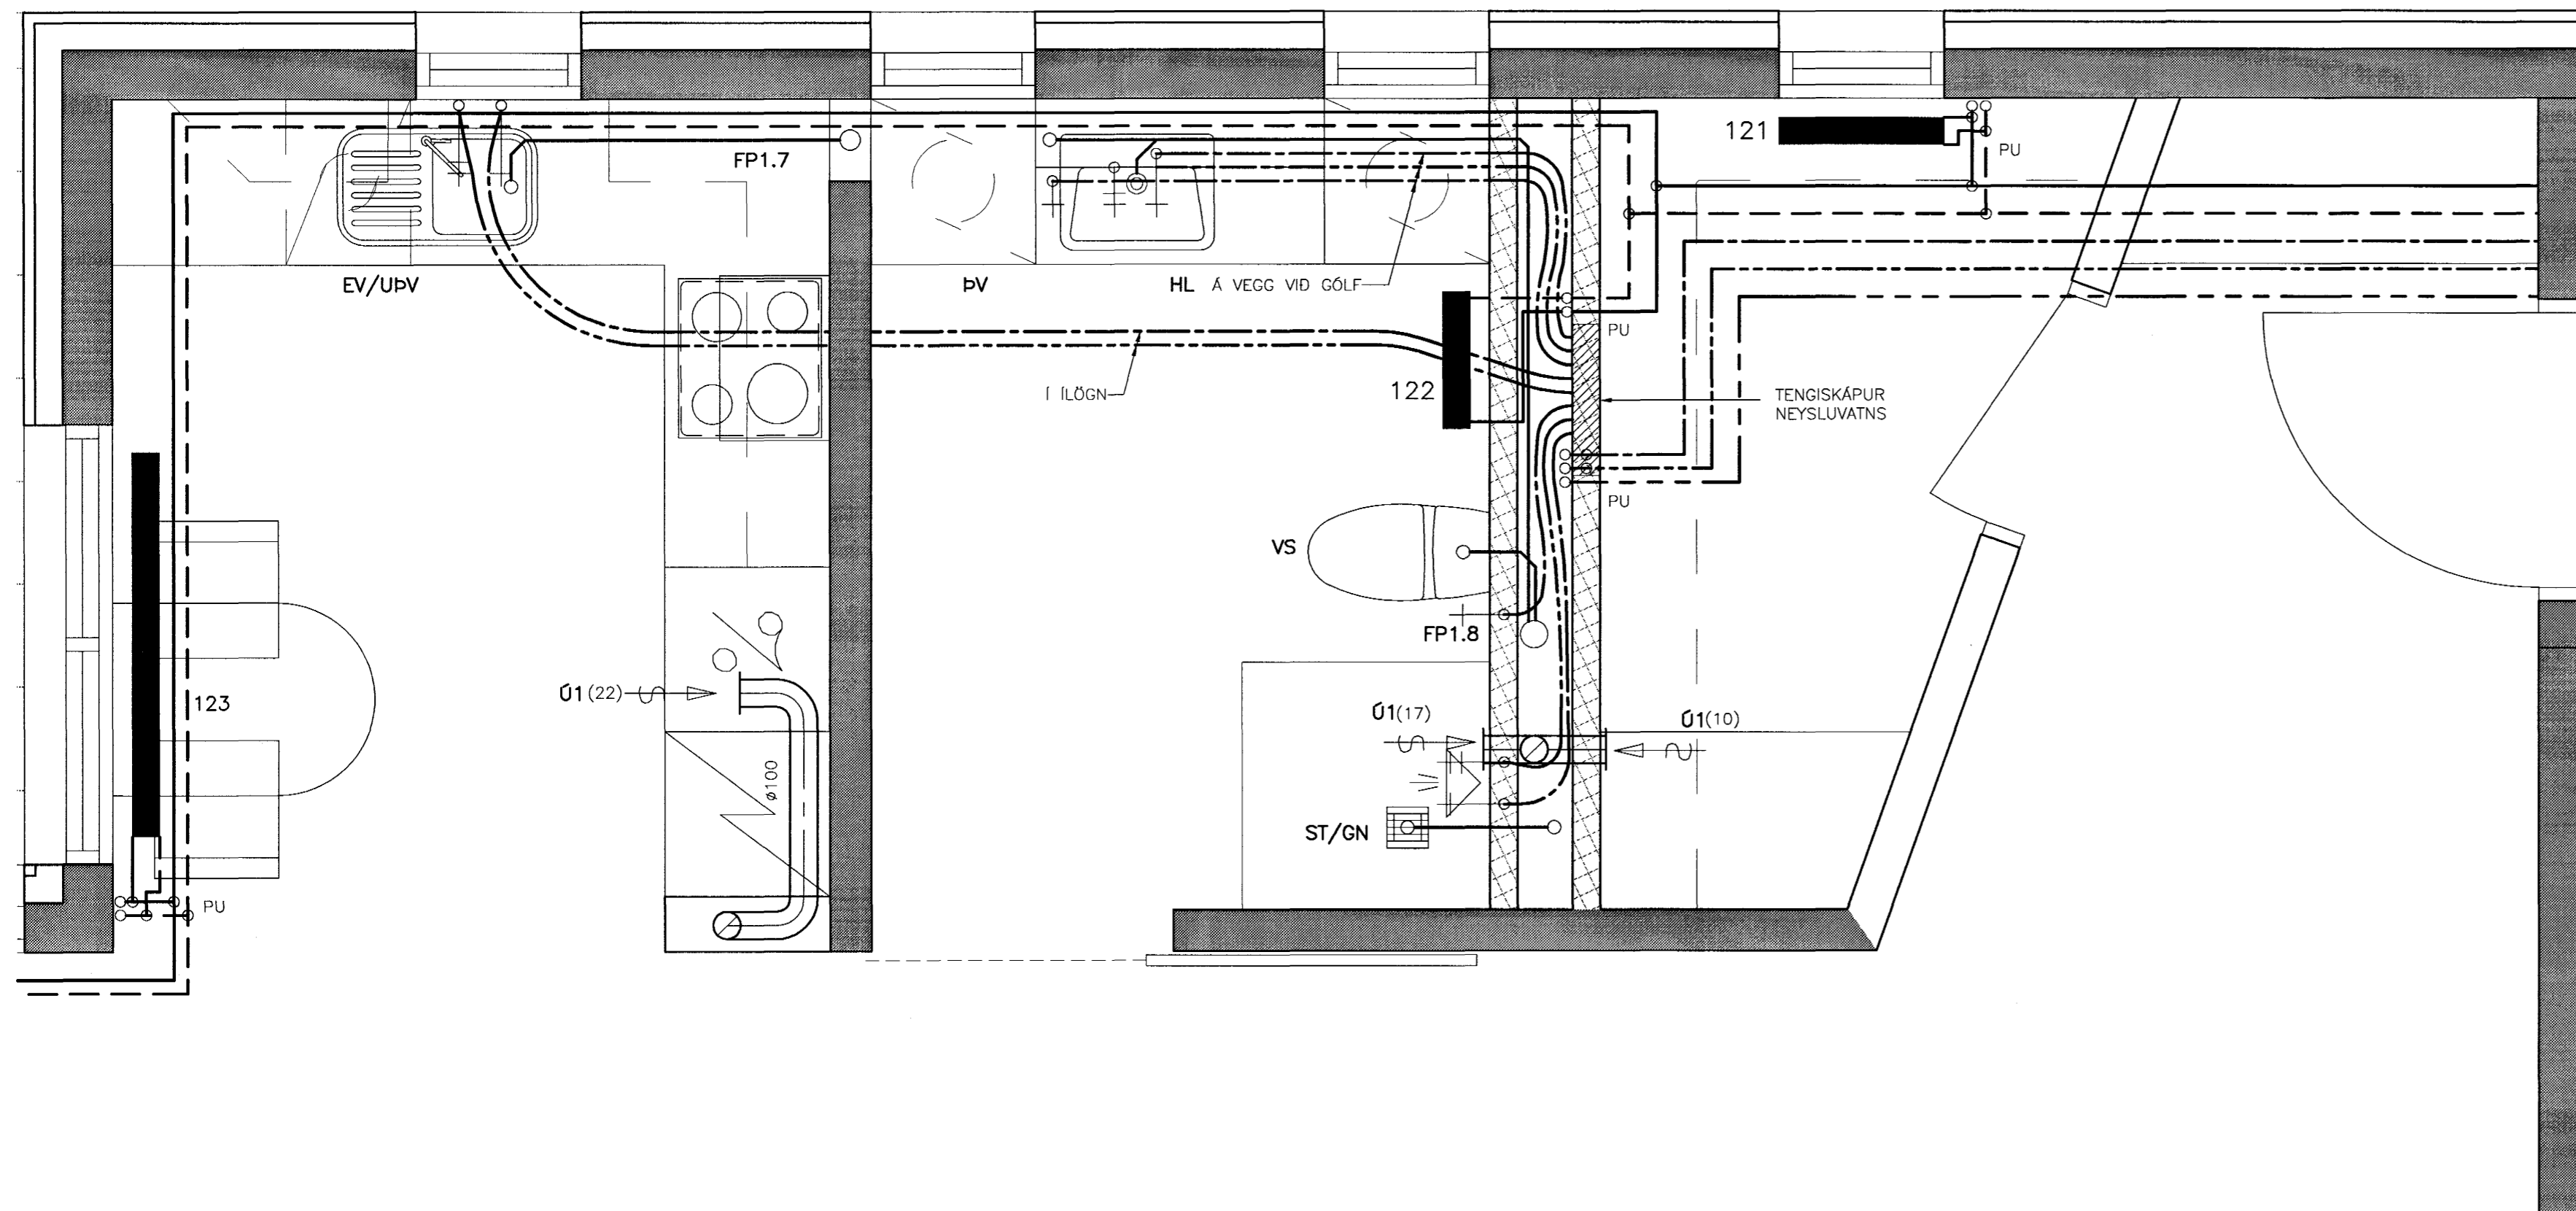 121
PU
FP1.7
EV/UÞV
ÞV
HL Á VEGG VIÐ GÓLF
PU
122
Í ÍLÖGN
TENGISKÁPUR
NEYSLUVATNS
PU
VS
FP1.8
Ú1(22)
123
Ú1(17)
Ú1(10)
ø100
ST/GN
PU